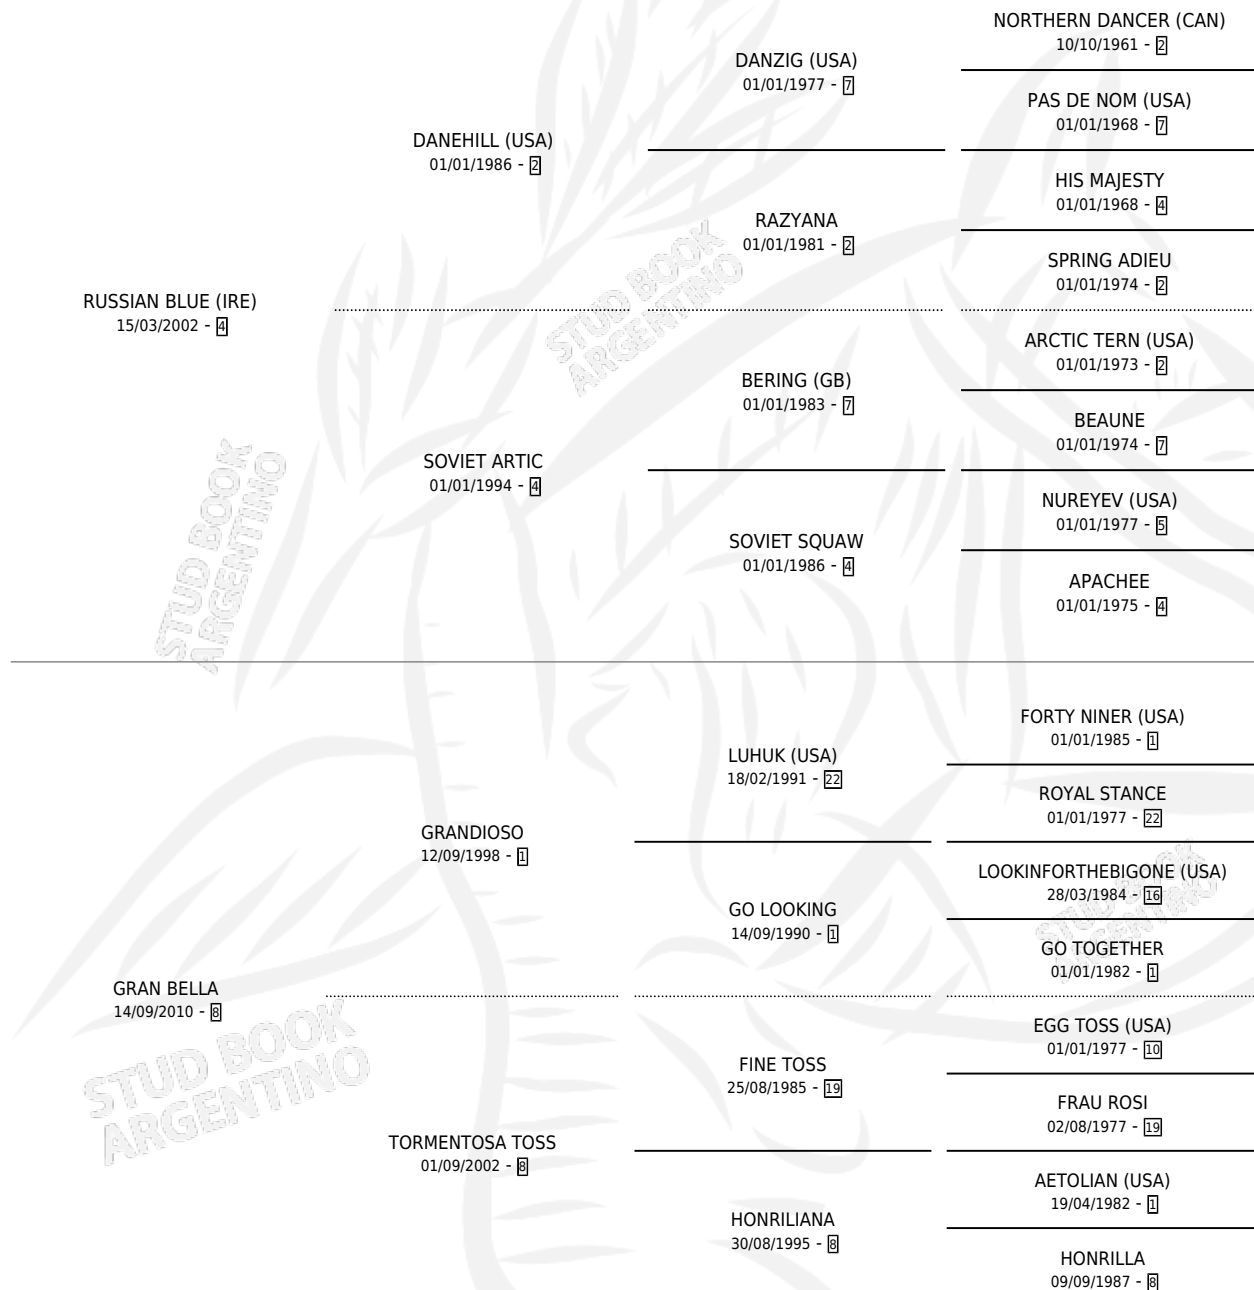 NORTHERN DANCER (CAN)
10/10/1961 - 2
DANZIG (USA)
01/01/1977 - 7
PAS DE NOM (USA)
01/01/1968 - 7
DANEHILL (USA)
01/01/1986 - 2
HIS MAJESTY
01/01/1968 - 4
RAZYANA
01/01/1981 - 2
SPRING ADIEU
01/01/1974 - 2
RUSSIAN BLUE (IRE)
15/03/2002 - 4
ARCTIC TERN (USA)
01/01/1973 - 2
BERING (GB)
01/01/1983 - 7
BEAUNE
01/01/1974 - 7
SOVIET ARTIC
01/01/1994 - 4
NUREYEV (USA)
01/01/1977 - 5
SOVIET SQUAW
01/01/1986 - 4
APACHEE
01/01/1975 - 4
FORTY NINER (USA)
01/01/1985 - 1
LUHUK (USA)
18/02/1991 - 22
ROYAL STANCE
01/01/1977 - 22
GRANDIOSO
12/09/1998 - 1
LOOKINFORTHEBIGONE (USA)
28/03/1984 - 16
GO LOOKING
14/09/1990 - 1
GO TOGETHER
01/01/1982 - 1
GRAN BELLA
14/09/2010 - 8
EGG TOSS (USA)
01/01/1977 - 10
FINE TOSS
25/08/1985 - 19
FRAU ROSI
02/08/1977 - 19
TORMENTOSA TOSS
01/09/2002 - 8
AETOLIAN (USA)
19/04/1982 - 1
HONRILIANA
30/08/1995 - 8
HONRILLA
09/09/1987 - 8
STUD BOOK
ARGENTINO
STUD BOOK
ARGENTINO
STUD BOOK
ARGENTINO
STUD BOOK
ARGENTINO